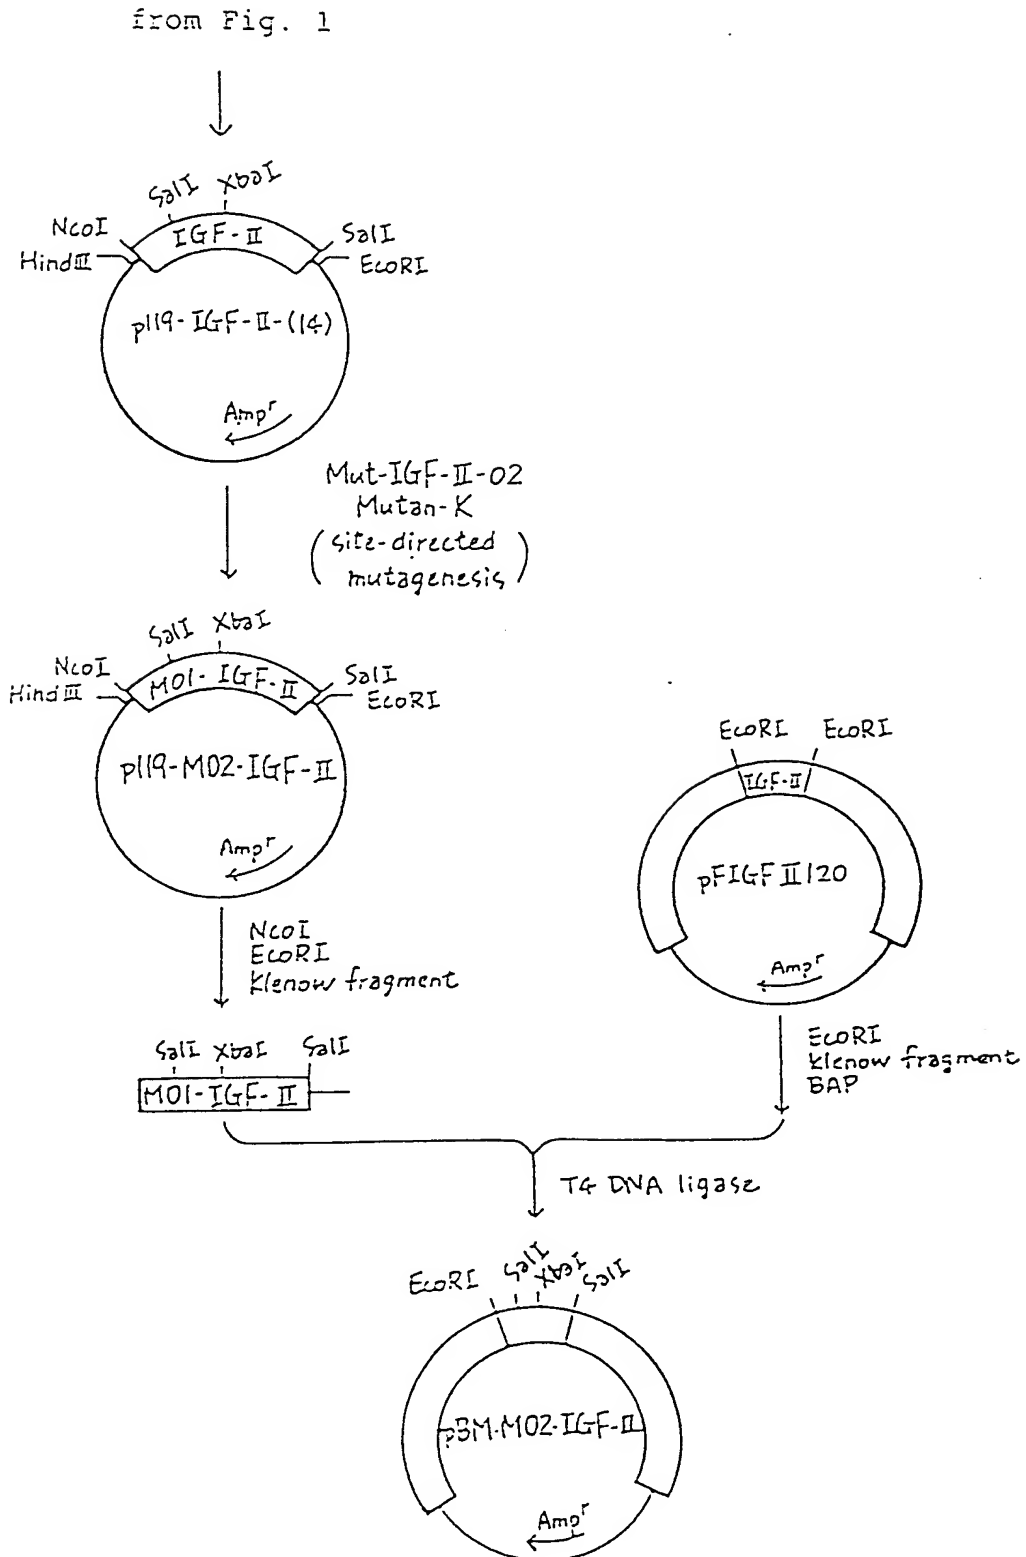 from Fig. 1
SalI XbaI
NcoI
HindIII
IGF-II
SalI
EcoRI
p119-IGF-II-(14)
Ampr
Mut-IGF-II-02
Mutan-K
(site-directed
mutagenesis)
SalI XbaI
NcoI
HindIII
M01-IGF-II
SalI
EcoRI
p119-M02-IGF-II
Ampr
EcoRI EcoRI
IGF-II
pFIGFII120
Ampr
NcoI
EcoRI
Klenow fragment
EcoRI
Klenow fragment
BAP
SalI XbaI SalI
M01-IGF-II
T4 DNA ligase
EcoRI SalI XbaI SalI
pBM-M02-IGF-II
Ampr